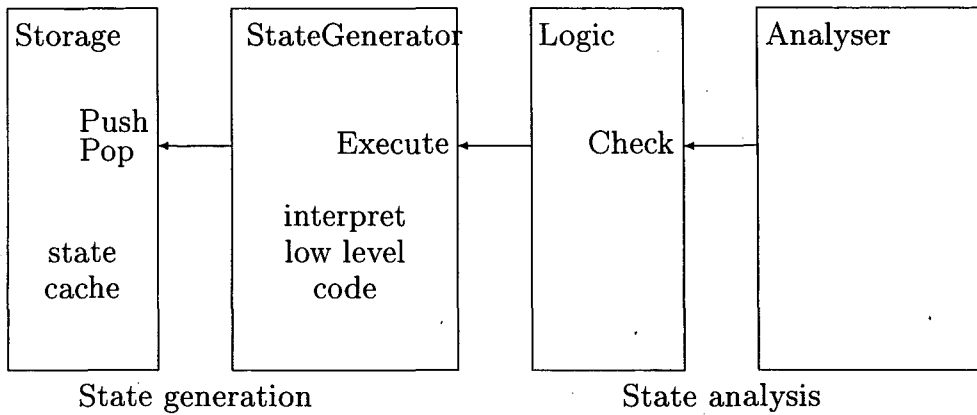 Storage
StateGenerator
Logic
Analyser
Push
Pop
Execute
Check
state
cache
interpret
low level
code
State generation
State analysis